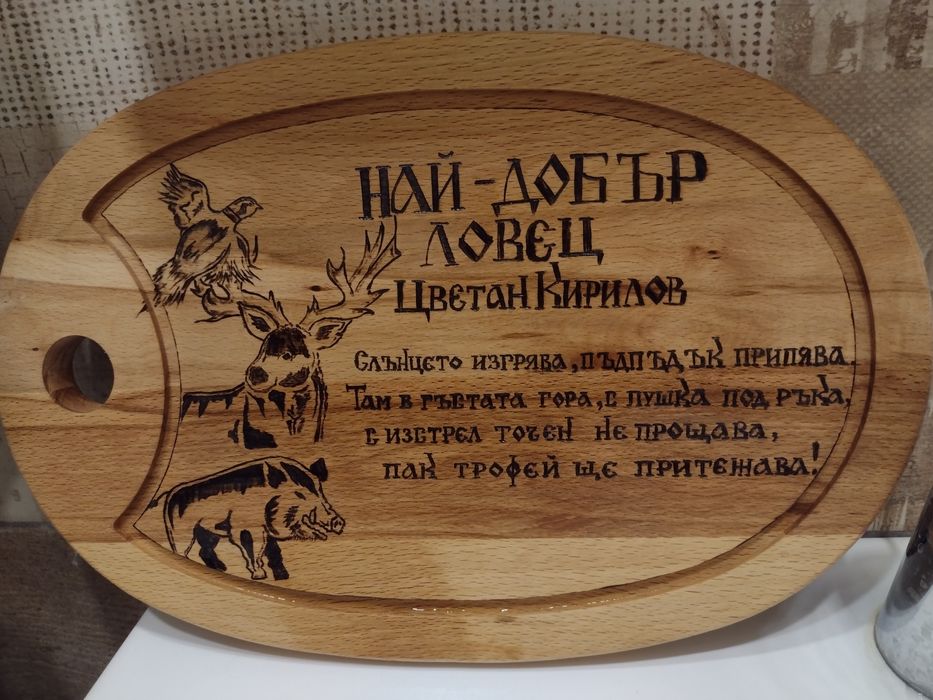 НАЙ-ДОБЪР
ЛОВЕЦ
ЦВЕТАН КИРИЛОВ
СЛЪНЦЕТО ИЗГРЯВА, ПЪДПЪДЪК ПРИПЯВА.
ТАМ В ГЪСТАТА ГОРА, С ПУШКА ПОД РЪКА,
С ИЗСТРЕЛ ТОЧЕН НЕ ПРОЩАВА,
ПАК ТРОФЕЙ ЩЕ ПРИТЕЖАВА!